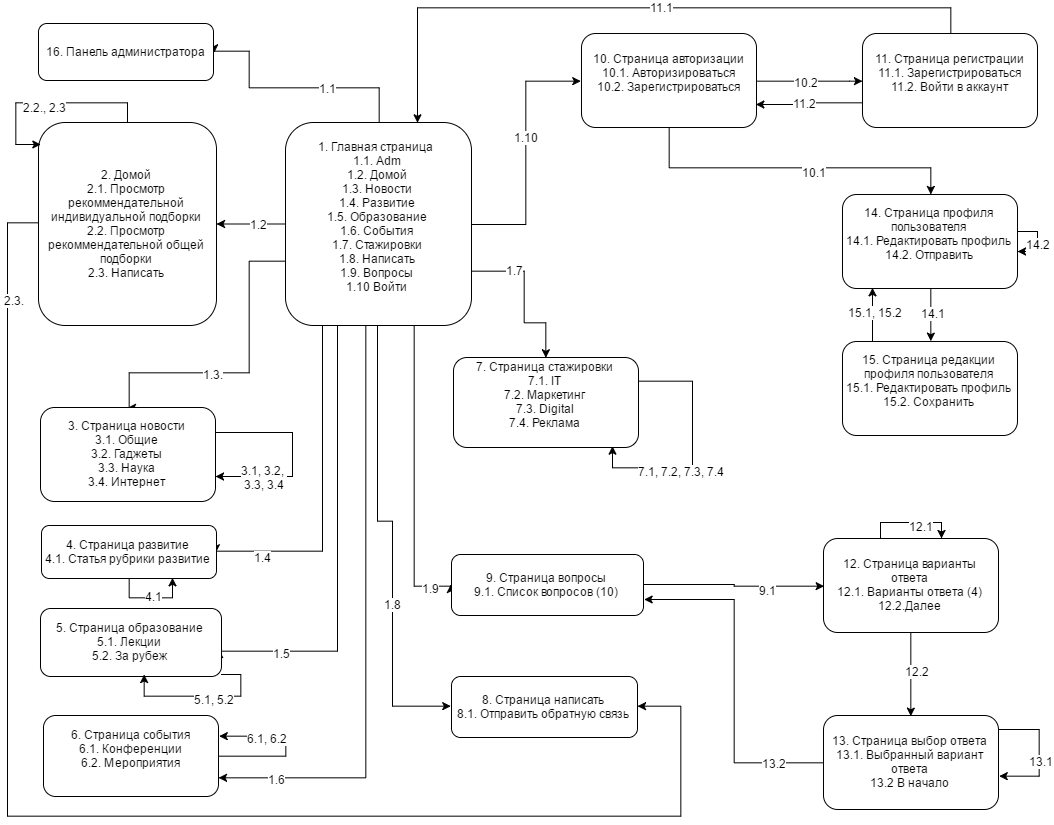 11.1
16. Панель администратора
1.1
10. Страница авторизации
10.1. Авторизироваться
10.2. Зарегистрироваться
10.2
11.2
11. Страница регистрации
11.1. Зарегистрироваться
11.2. Войти в аккаунт
2.2., 2.3
2. Домой
2.1. Просмотр
рекоммендательной
индивидуальной подборки
2.2. Просмотр
рекоммендательной общей
подборки
2.3. Написать
1.2
1. Главная страница
1.1. Adm
1.2. Домой
1.3. Новости
1.4. Развитие
1.5. Образование
1.6. События
1.7. Стажировки
1.8. Написать
1.9. Вопросы
1.10 Войти
1.10
10.1
14. Страница профиля
пользователя
14.1. Редактировать профиль
14.2. Отправить
14.2
1.7
2.3.
15.1, 15.2
14.1
15. Страница редакции
профиля пользователя
15.1. Редактировать профиль
15.2. Сохранить
1.3.
7. Страница стажировки
7.1. IT
7.2. Маркетинг
7.3. Digital
7.4. Реклама
7.1, 7.2, 7.3, 7.4
3. Страница новости
3.1. Общие
3.2. Гаджеты
3.3. Наука
3.4. Интернет
3.1, 3.2,
3.3, 3.4
4. Страница развитие
4.1. Статья рубрики развитие
1.4
4.1
9. Страница вопросы
9.1. Список вопросов (10)
1.9
9.1
12.1
12. Страница варианты
ответа
12.1. Варианты ответа (4)
12.2.Далее
1.8
5. Страница образование
5.1. Лекции
5.2. За рубеж
1.5
5.1, 5.2
12.2
8. Страница написать
8.1. Отправить обратную связь
6. Страница события
6.1. Конференции
6.2. Мероприятия
6.1, 6.2
1.6
13.2
13. Страница выбор ответа
13.1. Выбранный вариант
ответа
13.2 В начало
13.1